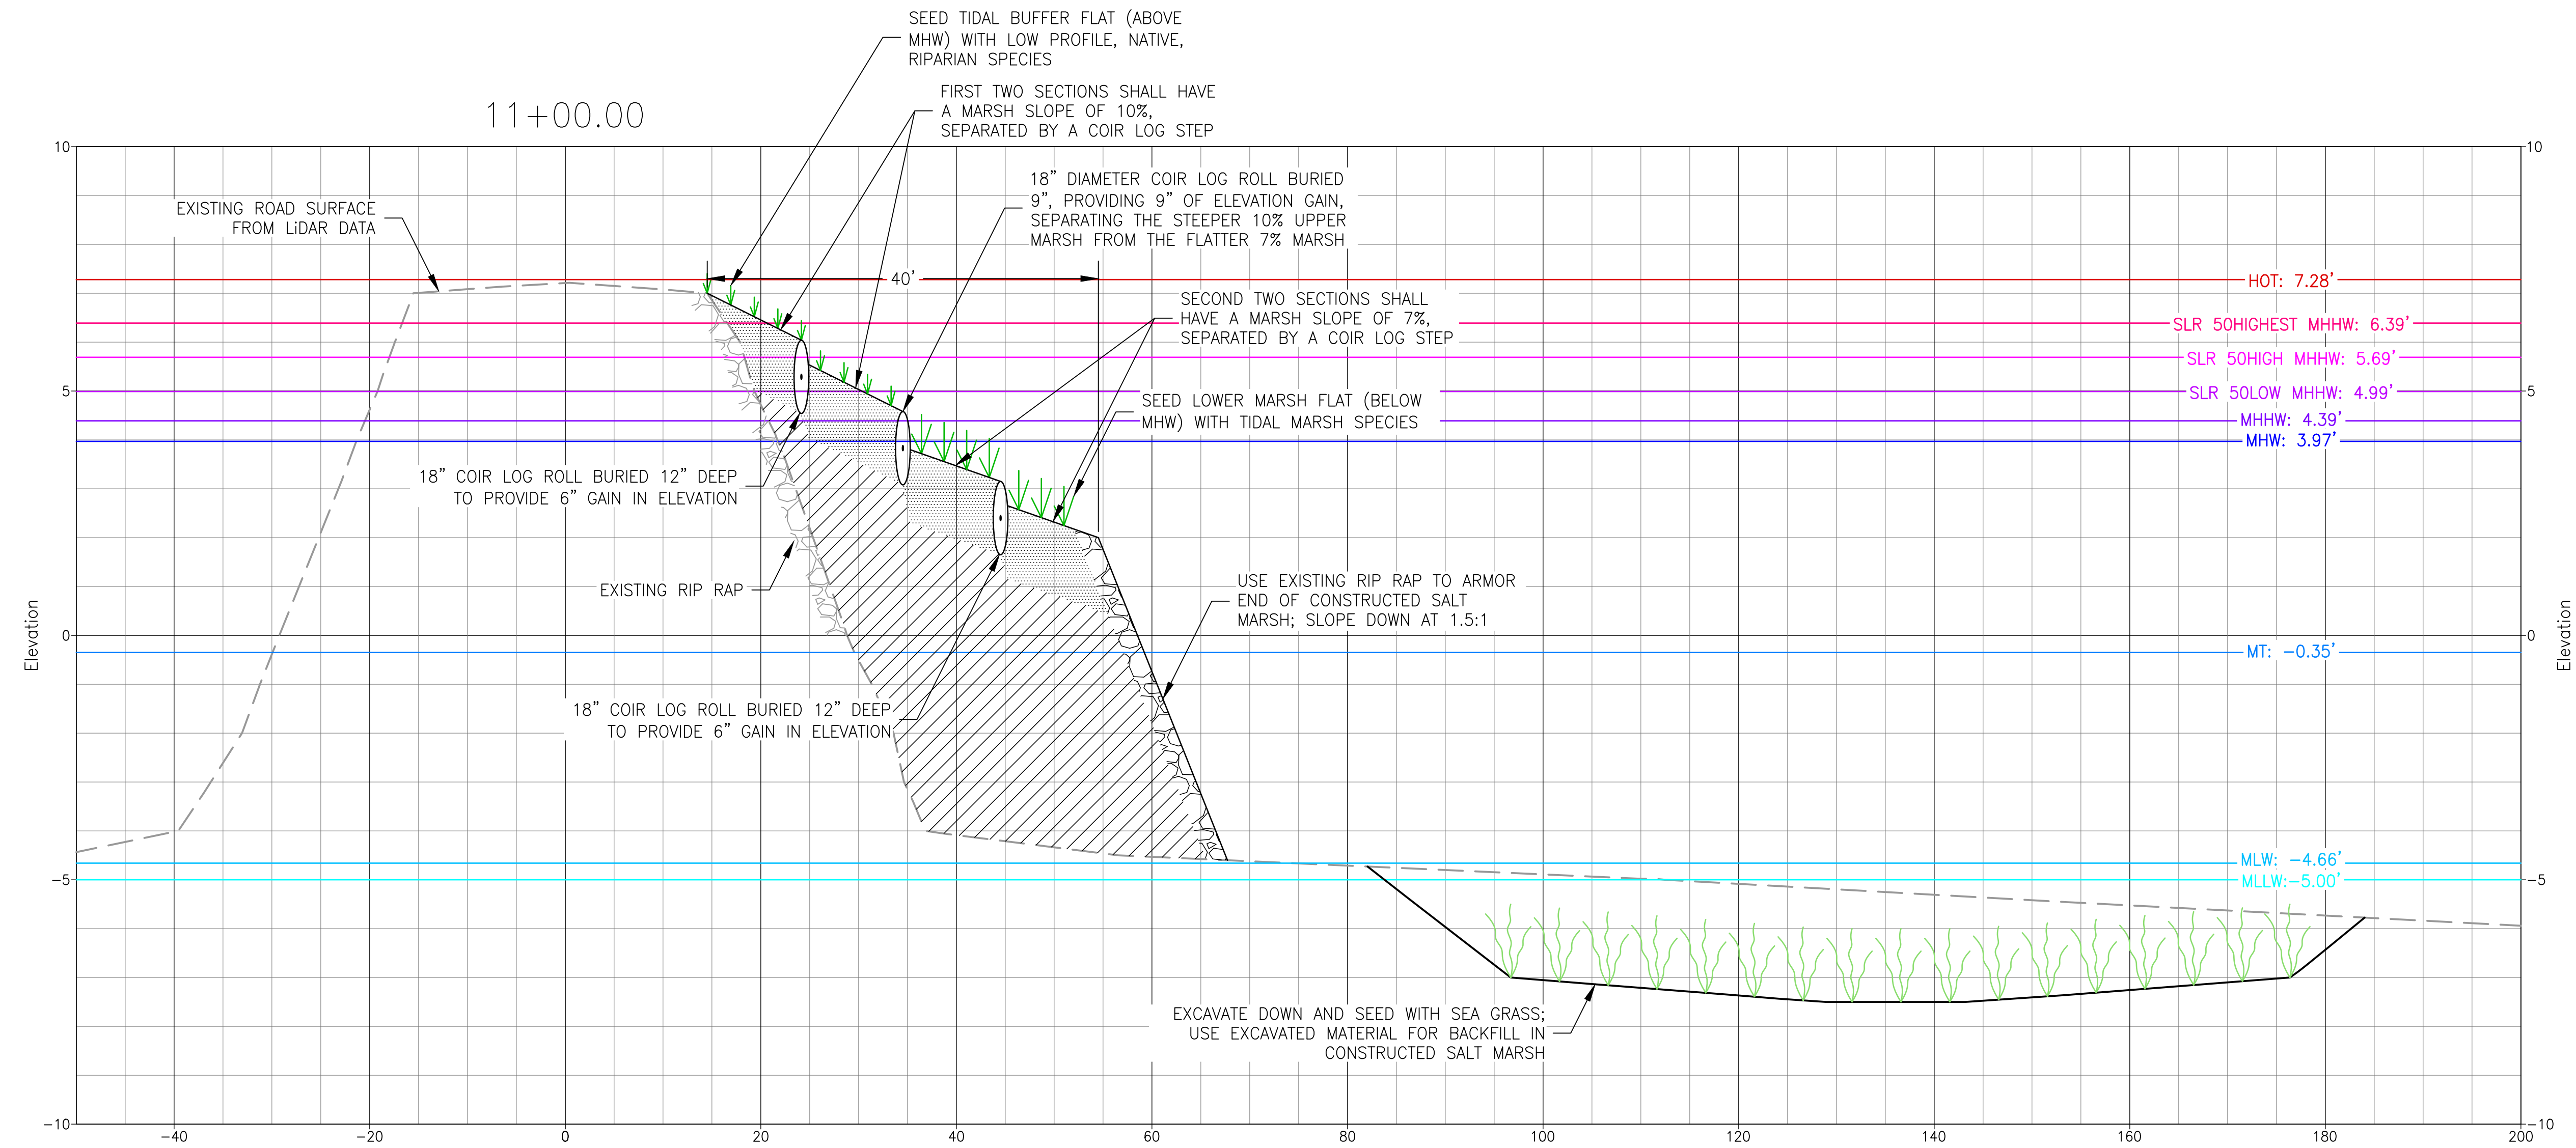 SEED TIDAL BUFFER FLAT (ABOVE
MHW) WITH LOW PROFILE, NATIVE,
RIPARIAN SPECIES
FIRST TWO SECTIONS SHALL HAVE
A MARSH SLOPE OF 10%,
SEPARATED BY A COIR LOG STEP
11+00.00
18” DIAMETER COIR LOG ROLL BURIED
9”, PROVIDING 9” OF ELEVATION GAIN,
SEPARATING THE STEEPER 10% UPPER
MARSH FROM THE FLATTER 7% MARSH
EXISTING ROAD SURFACE
FROM LiDAR DATA
40’
SECOND TWO SECTIONS SHALL
HAVE A MARSH SLOPE OF 7%,
SEPARATED BY A COIR LOG STEP
SEED LOWER MARSH FLAT (BELOW
MHW) WITH TIDAL MARSH SPECIES
18” COIR LOG ROLL BURIED 12” DEEP
TO PROVIDE 6” GAIN IN ELEVATION
EXISTING RIP RAP
USE EXISTING RIP RAP TO ARMOR
END OF CONSTRUCTED SALT
MARSH; SLOPE DOWN AT 1.5:1
18” COIR LOG ROLL BURIED 12” DEEP
TO PROVIDE 6” GAIN IN ELEVATION
EXCAVATE DOWN AND SEED WITH SEA GRASS;
USE EXCAVATED MATERIAL FOR BACKFILL IN
CONSTRUCTED SALT MARSH
HOT: 7.28’
SLR 50HIGHEST MHHW: 6.39’
SLR 50HIGH MHHW: 5.69’
SLR 50LOW MHHW: 4.99’
MHHW: 4.39’
MHW: 3.97’
MT: −0.35’
MLW: −4.66’
MLLW:−5.00’
10
5
0
−5
−10
Elevation
10
5
0
−5
−10
Elevation
−40
−20
0
20
40
60
80
100
120
140
160
180
200